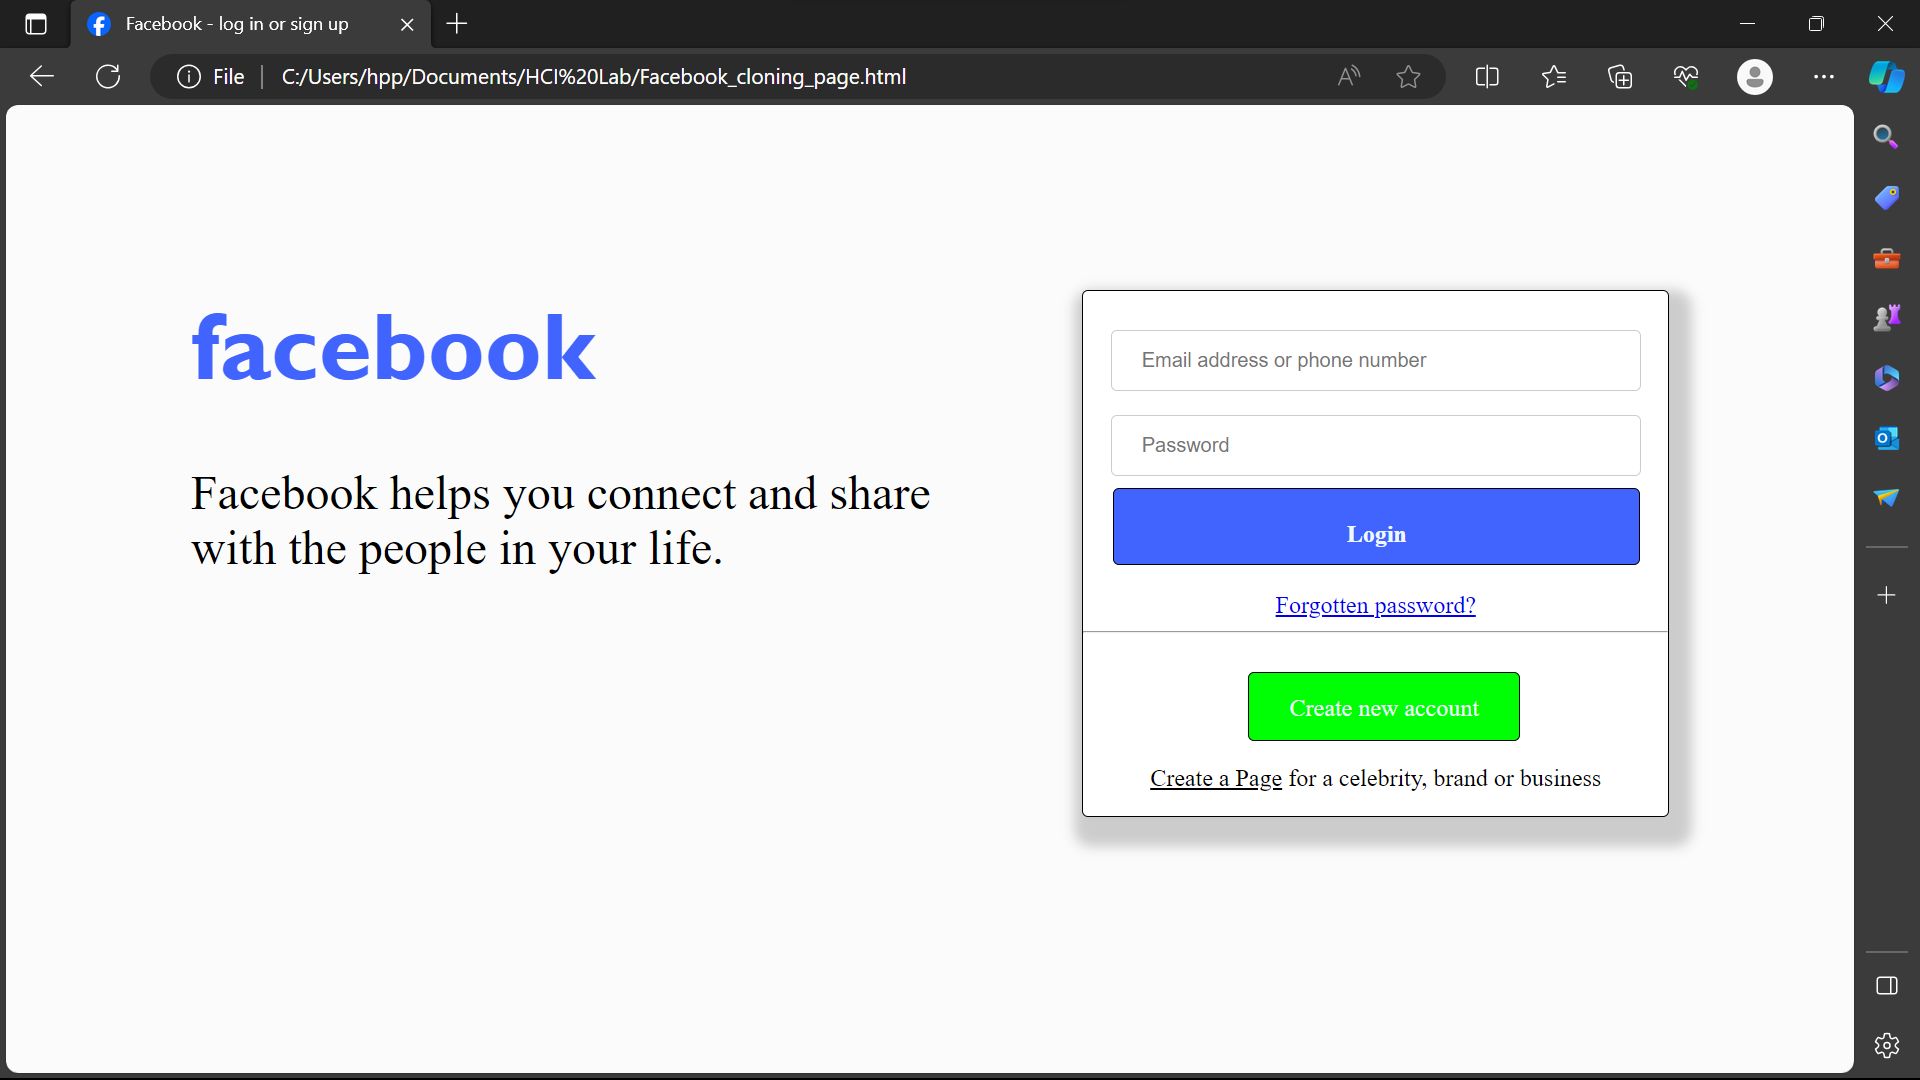 Facebook - log in or sign up
File
C:/Users/hpp/Documents/HCI%20Lab/Facebook_cloning_page.html
facebook
Facebook helps you connect and share
with the people in your life.
Email address or phone number
Password
Login
Forgotten password?
Create new account
Create a Page for a celebrity, brand or business